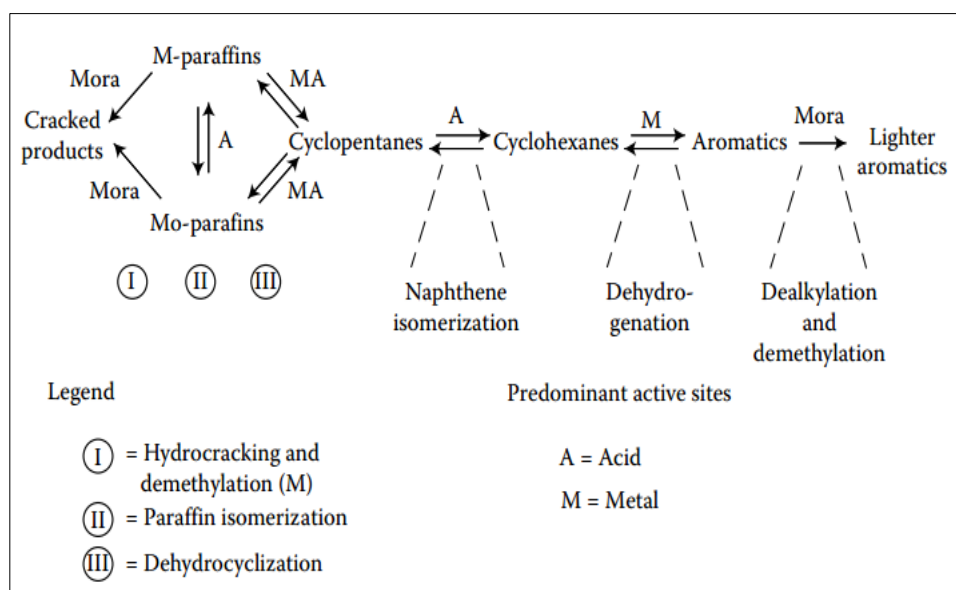 M-paraffins
Mora
MA
Cracked
products
A
Cyclopentanes
A
Cyclohexanes
M
Aromatics
Mora
Lighter
aromatics
Mora
MA
Mo-parafins
I
II
III
Naphthene
isomerization
Dehydro-
genation
Dealkylation
and
demethylation
Legend
I = Hydrocracking and
demethylation (M)
II = Paraffin isomerization
III = Dehydrocyclization
Predominant active sites
A = Acid
M = Metal